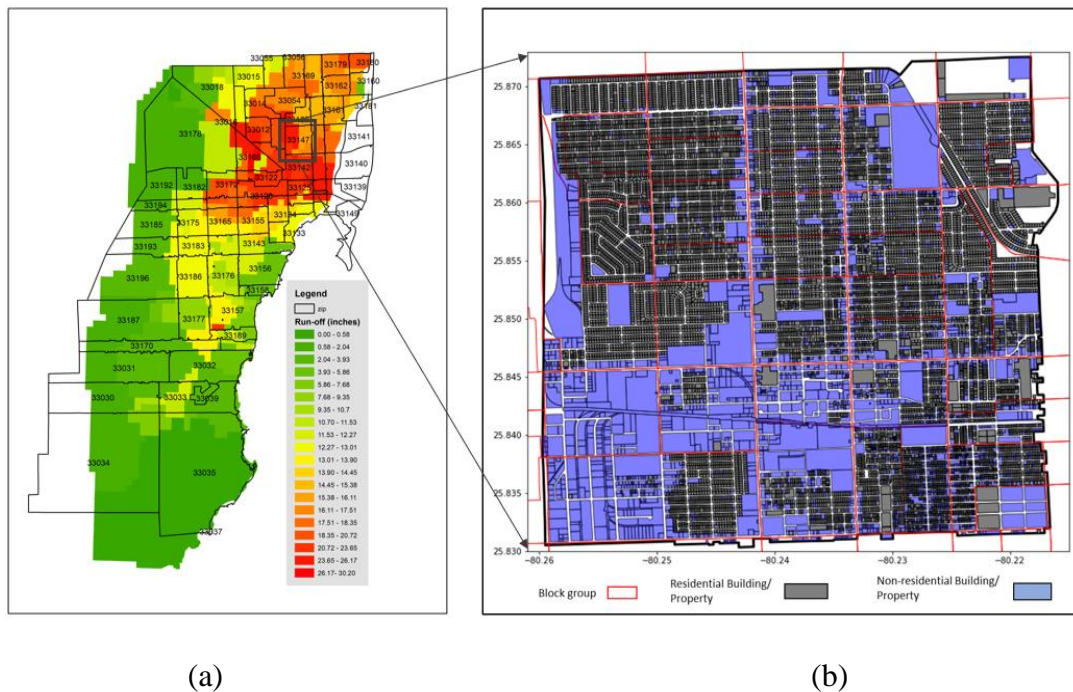 33055
33056
33179
33180
33015
33169
33160
33018
33162
33014
33054
33161
33181
33016
33178
33012
33147
33141
33166
33142
33140
33122
33192
33182
33172
33125
33139
33126
33194
33149
33185
33175
33165
33155
33134
33133
33193
33183
33143
33196
33186
33176
33156
33158
33187
33177
33157
33189
33170
33031
33032
33030
33033
33039
33034
33035
33037
Legend
zip
Run-off (inches)
0.00 - 0.58
0.58 - 2.04
2.04 - 3.93
3.93 - 5.86
5.86 - 7.68
7.68 - 9.35
9.35 - 10.7
10.70 - 11.53
11.53 - 12.27
12.27 - 13.01
13.01 - 13.90
13.90 - 14.45
14.45 - 15.38
15.38 - 16.11
16.11 - 17.51
17.51 - 18.35
18.35 - 20.72
20.72 - 23.65
23.65 - 26.17
26.17- 30.20
25.870
25.865
25.860
25.855
25.850
25.845
25.840
25.835
25.830
−80.26 −80.25 −80.24 −80.23 −80.22
Block group
Residential Building/
Property
Non-residential Building/
Property
(a) (b)